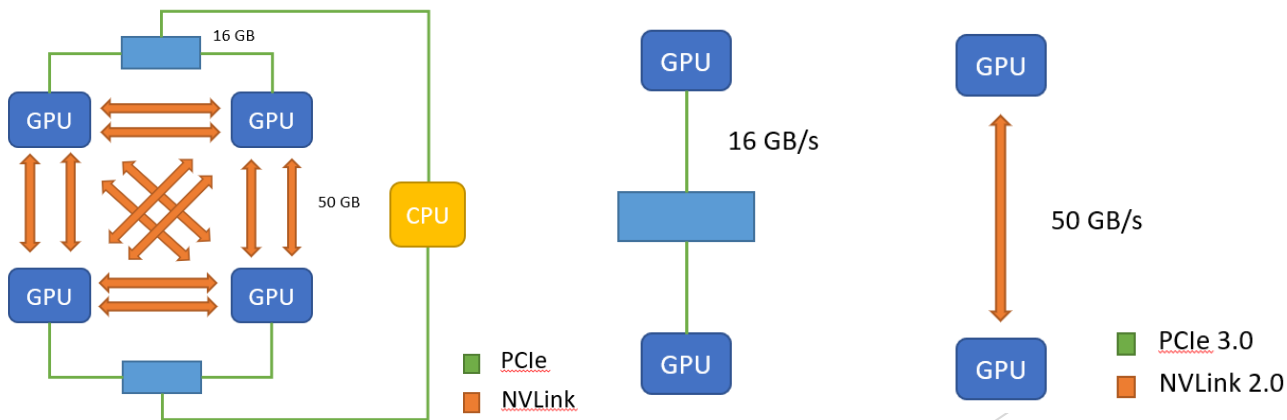 16 GB
GPU
GPU
50 GB
CPU
GPU
GPU
PCIe
NVLink
GPU
16 GB/s
GPU
GPU
50 GB/s
GPU
PCIe 3.0
NVLink 2.0